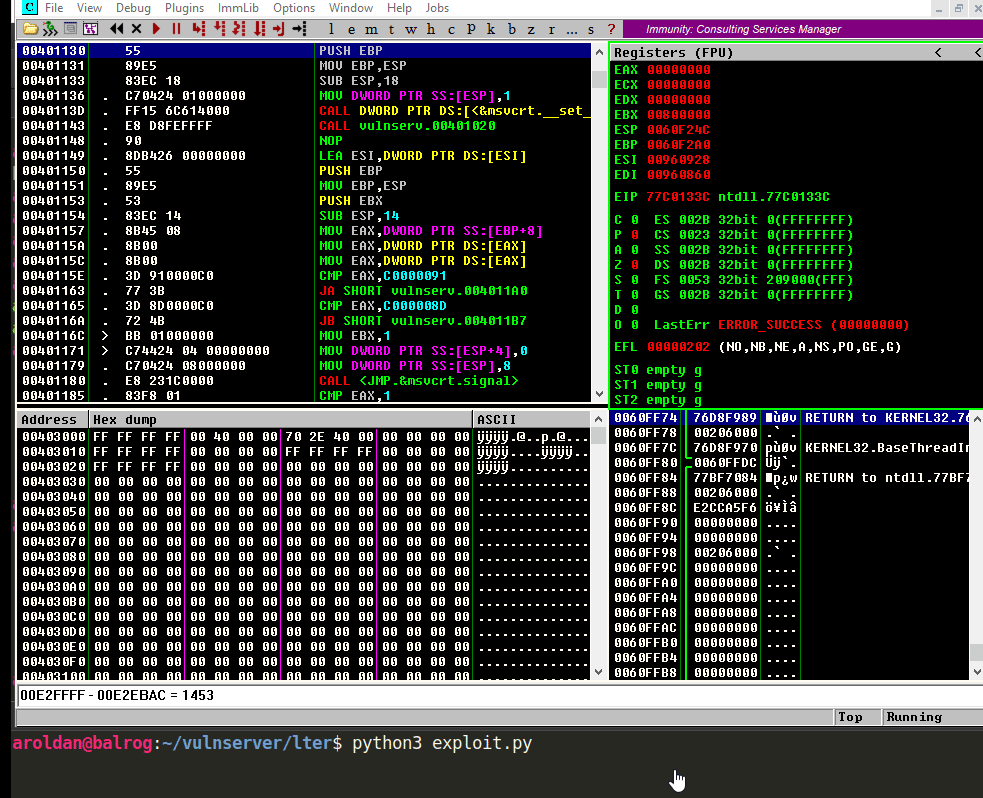 File View Debug Plugins ImmLib Options Window Help Jobs
l e m t w h c P k b z r ... s ? Immunity: Consulting Services Manager
00401130 55 PUSH EBP
00401131 89E5 MOV EBP,ESP
00401133 83EC 18 SUB ESP,18
00401136 . C70424 01000000 MOV DWORD PTR SS:[ESP],1
0040113D . FF15 6C614000 CALL DWORD PTR DS:[<&msvcrt.__set_
00401143 . E8 D8FEFFFF CALL vulnserv.00401020
00401148 . 90 NOP
00401149 . 8DB426 00000000 LEA ESI,DWORD PTR DS:[ESI]
00401150 . 55 PUSH EBP
00401151 . 89E5 MOV EBP,ESP
00401153 . 53 PUSH EBX
00401154 . 83EC 14 SUB ESP,14
00401157 . 8B45 08 MOV EAX,DWORD PTR SS:[EBP+8]
0040115A . 8B00 MOV EAX,DWORD PTR DS:[EAX]
0040115C . 8B00 MOV EAX,DWORD PTR DS:[EAX]
0040115E . 3D 910000C0 CMP EAX,C0000091
00401163 . 77 3B JA SHORT vulnserv.004011A0
00401165 . 3D 8D0000C0 CMP EAX,C000008D
0040116A . 72 4B JB SHORT vulnserv.004011B7
0040116C > BB 01000000 MOV EBX,1
00401171 > C74424 04 00000000 MOV DWORD PTR SS:[ESP+4],0
00401179 . C70424 08000000 MOV DWORD PTR SS:[ESP],8
00401180 . E8 231C0000 CALL <JMP.&msvcrt.signal>
00401185 . 83F8 01 CMP EAX,1
Registers (FPU) < <
EAX 00000000
ECX 00000000
EDX 00000000
EBX 00800000
ESP 0060F24C
EBP 0060F2A0
ESI 00960928
EDI 00960860
EIP 77C0133C ntdll.77C0133C
C 0 ES 002B 32bit 0(FFFFFFFF)
P 0 CS 0023 32bit 0(FFFFFFFF)
A 0 SS 002B 32bit 0(FFFFFFFF)
Z 0 DS 002B 32bit 0(FFFFFFFF)
S 0 FS 0053 32bit 209000(FFF)
T 0 GS 002B 32bit 0(FFFFFFFF)
D 0
O 0 LastErr ERROR_SUCCESS (00000000)
EFL 00000202 (NO,NB,NE,A,NS,PO,GE,G)
ST0 empty g
ST1 empty g
ST2 empty g
Address Hex dump ASCII
00403000 FF FF FF FF 00 40 00 00 70 2E 40 00 00 00 00 00 ÿÿÿÿ.@..p.@.....
00403010 FF FF FF FF 00 00 00 00 FF FF FF FF 00 00 00 00 ÿÿÿÿ....ÿÿÿÿ....
00403020 FF FF FF FF 00 00 00 00 00 00 00 00 00 00 00 00 ÿÿÿÿ............
00403030 00 00 00 00 00 00 00 00 00 00 00 00 00 00 00 00 ................
00403040 00 00 00 00 00 00 00 00 00 00 00 00 00 00 00 00 ................
00403050 00 00 00 00 00 00 00 00 00 00 00 00 00 00 00 00 ................
00403060 00 00 00 00 00 00 00 00 00 00 00 00 00 00 00 00 ................
00403070 00 00 00 00 00 00 00 00 00 00 00 00 00 00 00 00 ................
00403080 00 00 00 00 00 00 00 00 00 00 00 00 00 00 00 00 ................
00403090 00 00 00 00 00 00 00 00 00 00 00 00 00 00 00 00 ................
004030A0 00 00 00 00 00 00 00 00 00 00 00 00 00 00 00 00 ................
004030B0 00 00 00 00 00 00 00 00 00 00 00 00 00 00 00 00 ................
004030C0 00 00 00 00 00 00 00 00 00 00 00 00 00 00 00 00 ................
004030D0 00 00 00 00 00 00 00 00 00 00 00 00 00 00 00 00 ................
004030E0 00 00 00 00 00 00 00 00 00 00 00 00 00 00 00 00 ................
004030F0 00 00 00 00 00 00 00 00 00 00 00 00 00 00 00 00 ................
00403100 00 00 00 00 00 00 00 00 00 00 00 00 00 00 00 00 ................
0060FF74 76D8F989 RETURN to KERNEL32.76
0060FF78 00206000 .` .
0060FF7C 76D8F970 pùØv KERNEL32.BaseThreadIn
0060FF80 0060FFDC Üÿ`.
0060FF84 77BF7084 RETURN to ntdll.77BF7
0060FF88 00206000 .` .
0060FF8C E2CCA5F6 ö¥Ìâ
0060FF90 00000000 ....
0060FF94 00000000 ....
0060FF98 00206000 .` .
0060FF9C 00000000 ....
0060FFA0 00000000 ....
0060FFA4 00000000 ....
0060FFA8 00000000 ....
0060FFAC 00000000 ....
0060FFB0 00000000 ....
0060FFB4 00000000 ....
0060FFB8 00000000 ....
00E2FFFF - 00E2EBAC = 1453
Top Running
aroldan@balrog:~/vulnserver/lter$ python3 exploit.py